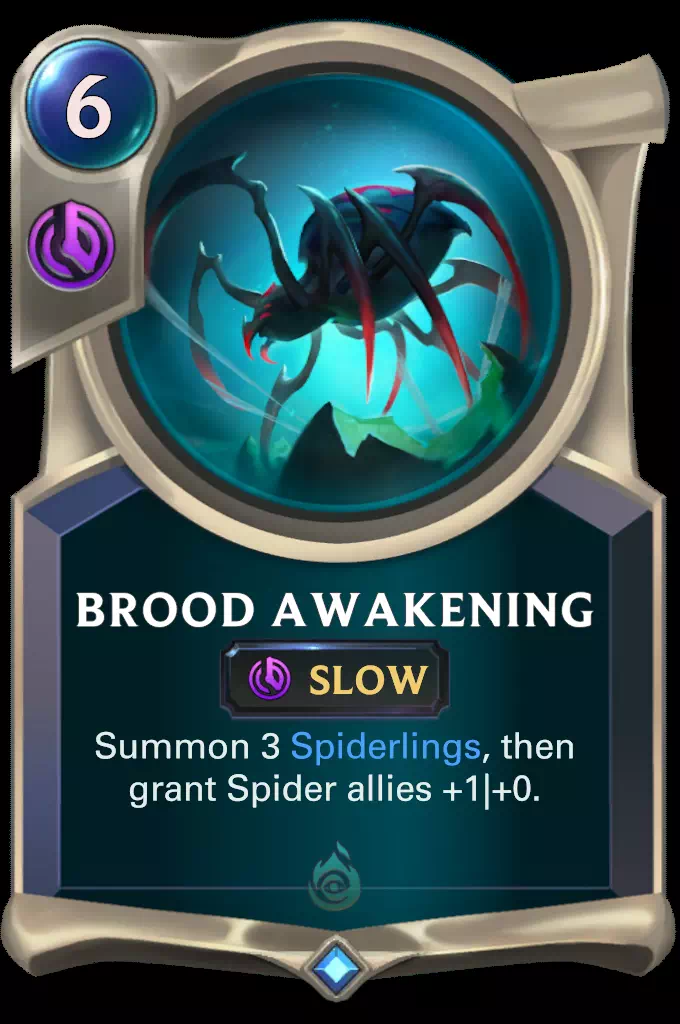 6
BROOD AWAKENING
SLOW
Summon 3 Spiderlings, then
grant Spider allies +1|+0.